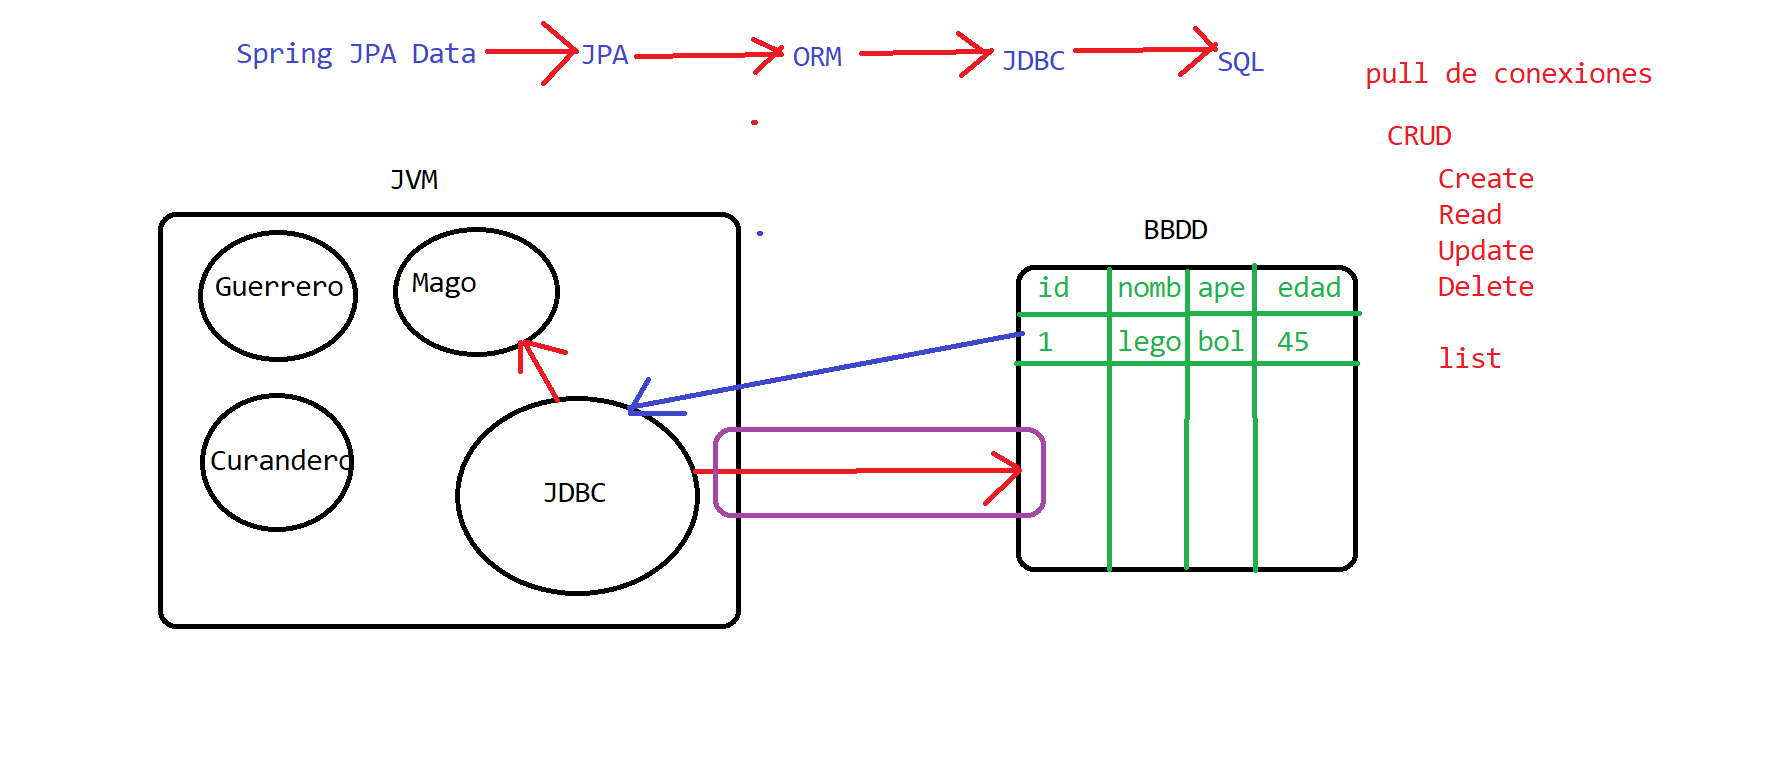 Spring JPA Data
JPA
ORM
JDBC
SQL
pull de conexiones
CRUD
Create
Read
Update
Delete
list
JVM
Guerrero
Mago
Curandero
JDBC
BBDD
id nomb ape edad
1 lego bol 45